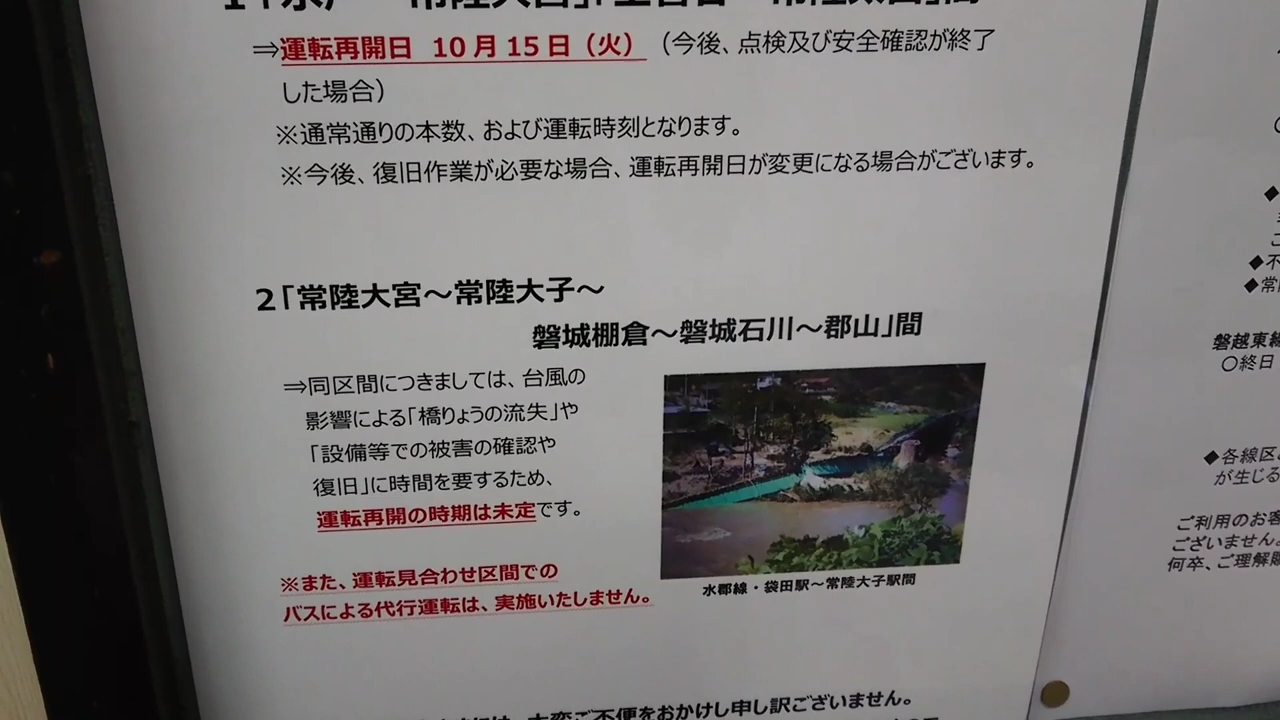 ⇒運転再開日 10月15日（火）（今後、点検及び安全確認が終了
した場合）
※通常通りの本数、および運転時刻となります。
※今後、復旧作業が必要な場合、運転再開日が変更になる場合がございます。
2「常陸大宮～常陸大子～
磐城棚倉～磐城石川～郡山」間
⇒同区間につきましては、台風の
影響による「橋りょうの流失」や
「設備等での被害の確認や
復旧」に時間を要するため、
運転再開の時期は未定です。
※また、運転見合わせ区間での
バスによる代行運転は、実施いたしません。
水郡線・袋田駅～常陸大子駅間
大変ご不便をおかけし申し訳ございません。
◆不
◆常
磐越東線
○終日
◆各線区
が生じる
ご利用のお客
ございません。
何卒、ご理解